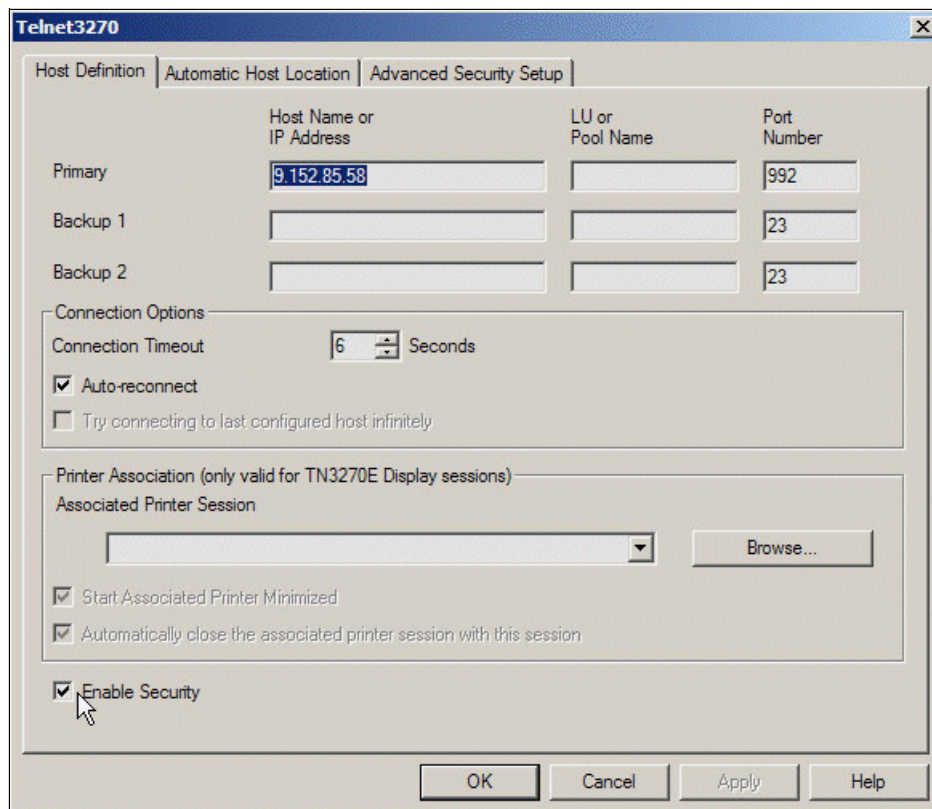 Telnet3270
Host Definition Automatic Host Location Advanced Security Setup
Host Name or LU or Port
IP Address Pool Name Number
Primary 9.152.85.58 992
Backup 1 23
Backup 2 23
Connection Options
Connection Timeout 6 Seconds
Auto-reconnect
Try connecting to last configured host infinitely
Printer Association (only valid for TN3270E Display sessions)
Associated Printer Session
Browse...
Start Associated Printer Minimized
Automatically close the associated printer session with this session
Enable Security
OK Cancel Apply Help